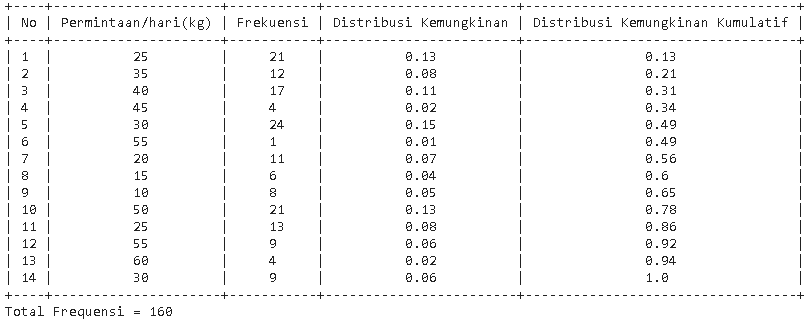 +----+---------------------+-----------+------------------------+----------------------------------+
| No | Permintaan/hari(kg) | Frekuensi | Distribusi Kemungkinan | Distribusi Kemungkinan Kumulatif |
+----+---------------------+-----------+------------------------+----------------------------------+
| 1 | 25 | 21 | 0.13 | 0.13 |
| 2 | 35 | 12 | 0.08 | 0.21 |
| 3 | 40 | 17 | 0.11 | 0.31 |
| 4 | 45 | 4 | 0.02 | 0.34 |
| 5 | 30 | 24 | 0.15 | 0.49 |
| 6 | 55 | 1 | 0.01 | 0.49 |
| 7 | 20 | 11 | 0.07 | 0.56 |
| 8 | 15 | 6 | 0.04 | 0.6 |
| 9 | 10 | 8 | 0.05 | 0.65 |
| 10 | 50 | 21 | 0.13 | 0.78 |
| 11 | 25 | 13 | 0.08 | 0.86 |
| 12 | 55 | 9 | 0.06 | 0.92 |
| 13 | 60 | 4 | 0.02 | 0.94 |
| 14 | 30 | 9 | 0.06 | 1.0 |
+----+---------------------+-----------+------------------------+----------------------------------+
Total Frequensi = 160